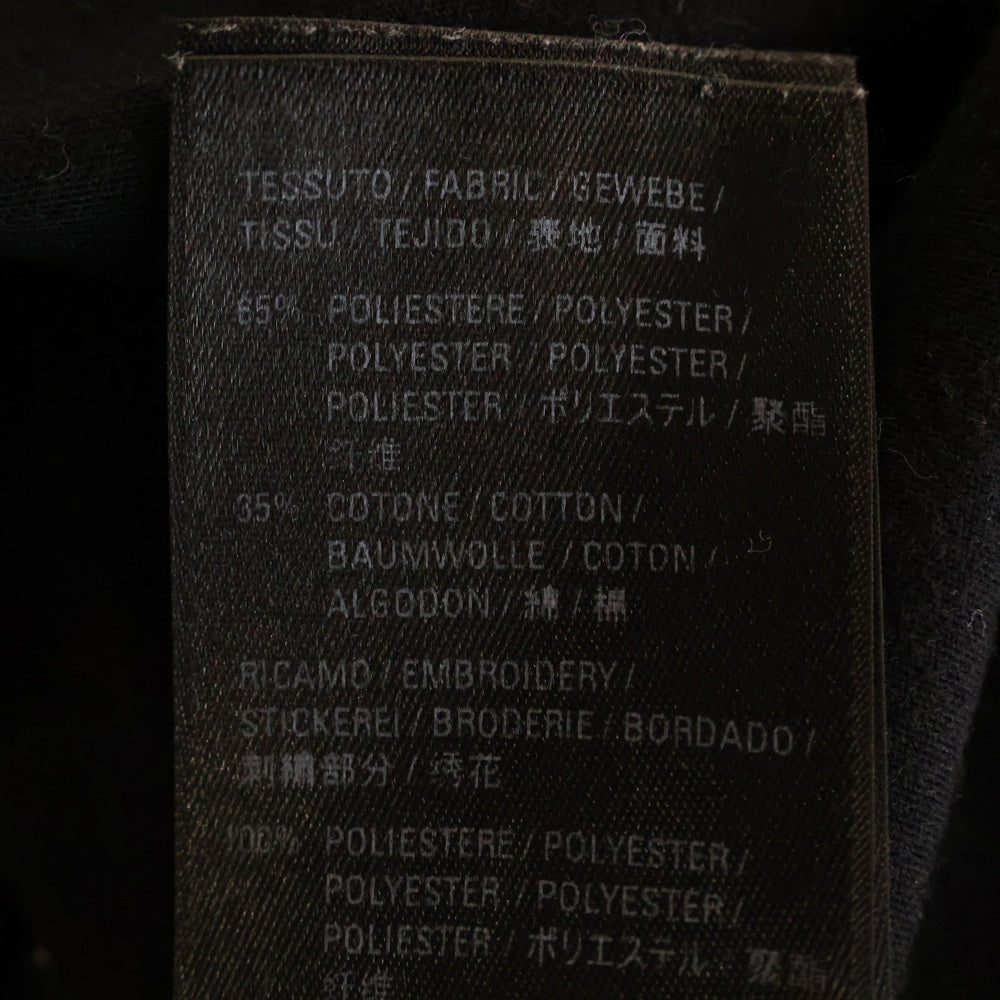 TESSUTO / FABRIC / GEWEBE /
TISSU / TEJIDO / 表地 / 面料
65% POLIESTERE / POLYESTER /
POLYESTER / POLYESTER /
POLIESTER / ポリエステル / 聚酯
纤维
35% COTONE / COTTON /
BAUMWOLLE / COTON /
ALGODON / 綿 / 棉
RICAMO / EMBROIDERY /
STICKEREI / BRODERIE / BORDADO /
刺繍部分 / 绣花
100% POLIESTERE / POLYESTER /
POLYESTER / POLYESTER /
POLIESTER / ポリエステル / 聚酯
纤维